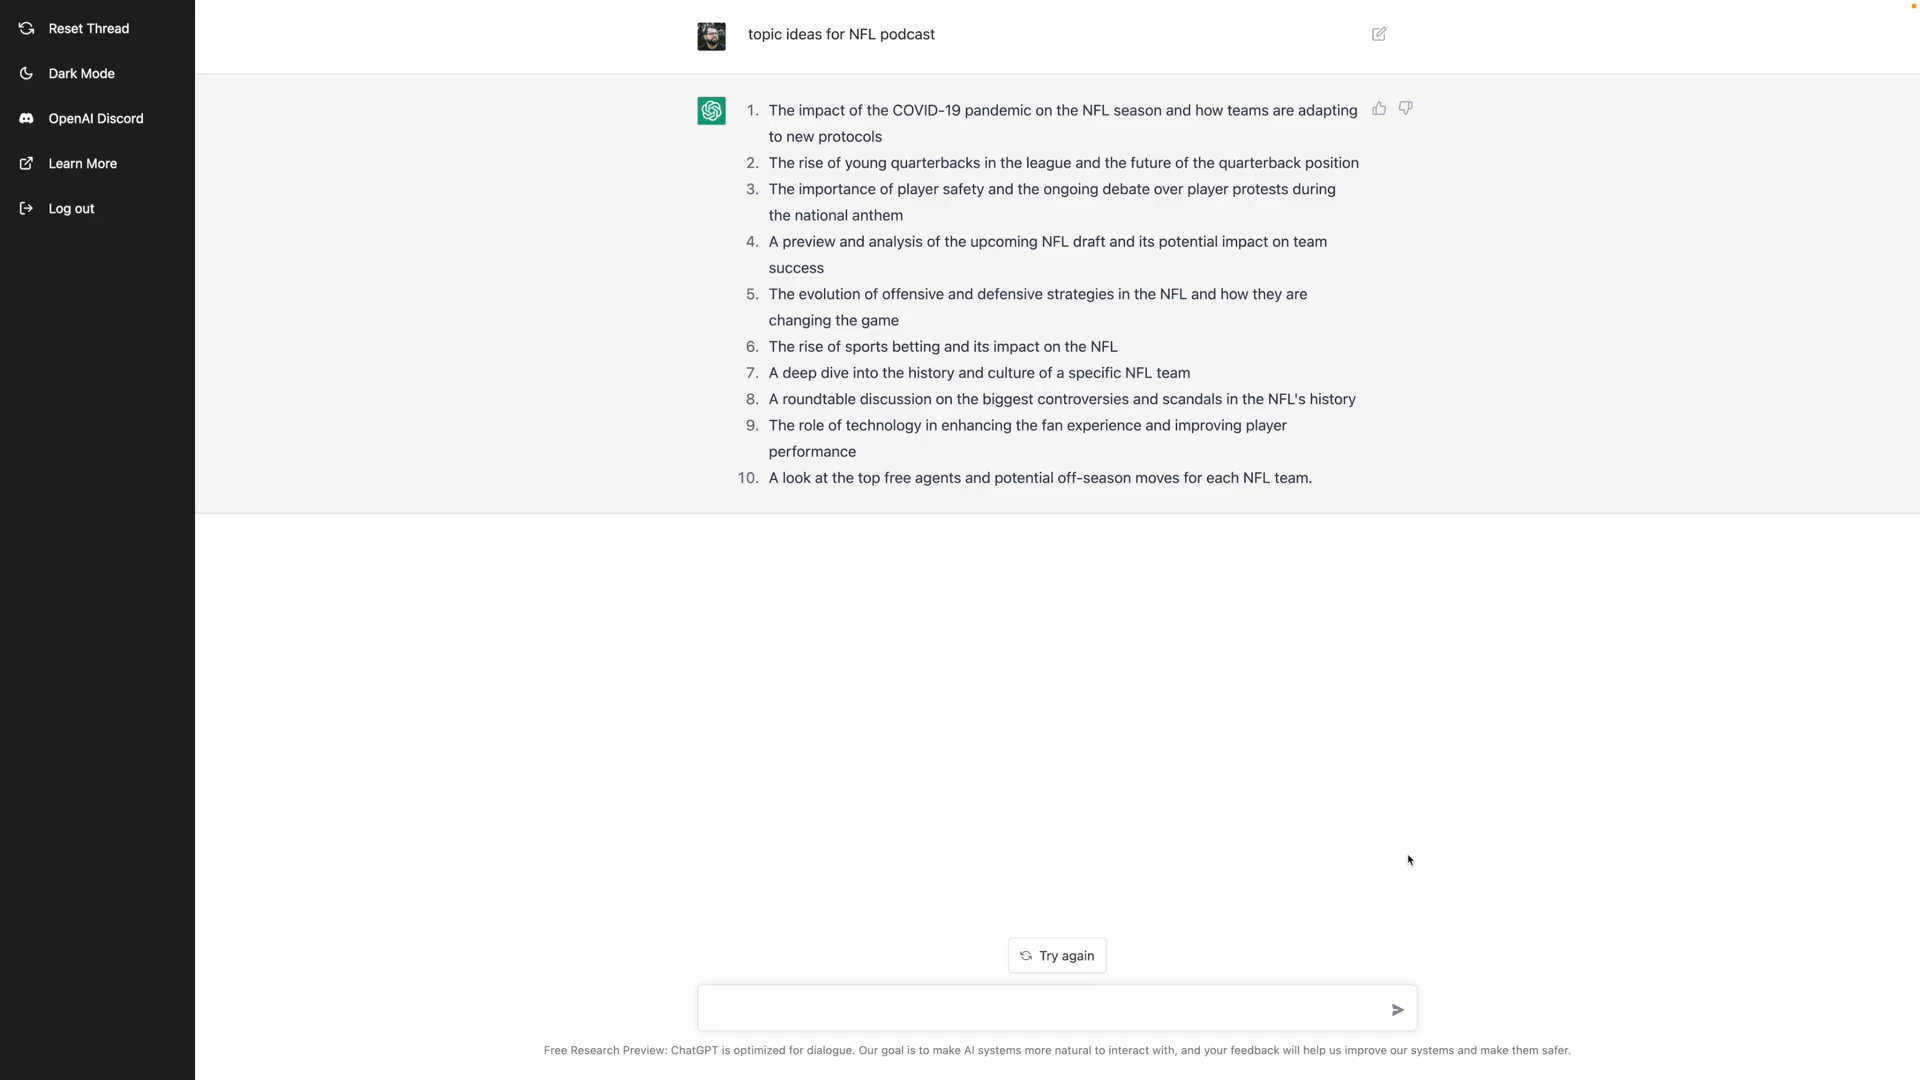 Reset Thread
Dark Mode
OpenAI Discord
Learn More
Log out
topic ideas for NFL podcast
1. The impact of the COVID-19 pandemic on the NFL season and how teams are adapting
to new protocols
2. The rise of young quarterbacks in the league and the future of the quarterback position
3. The importance of player safety and the ongoing debate over player protests during
the national anthem
4. A preview and analysis of the upcoming NFL draft and its potential impact on team
success
5. The evolution of offensive and defensive strategies in the NFL and how they are
changing the game
6. The rise of sports betting and its impact on the NFL
7. A deep dive into the history and culture of a specific NFL team
8. A roundtable discussion on the biggest controversies and scandals in the NFL's history
9. The role of technology in enhancing the fan experience and improving player
performance
10. A look at the top free agents and potential off-season moves for each NFL team.
Try again
Free Research Preview: ChatGPT is optimized for dialogue. Our goal is to make AI systems more natural to interact with, and your feedback will help us improve our systems and make them safer.